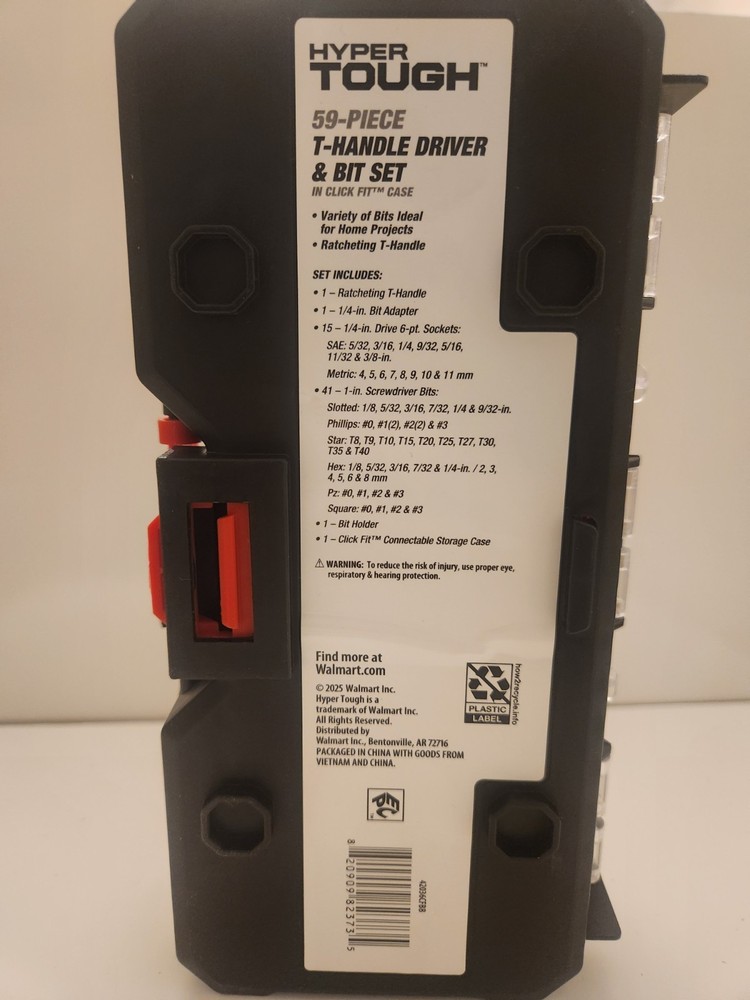 HYPER
TOUGH™
59-PIECE
T-HANDLE DRIVER
& BIT SET
IN CLICK FIT™ CASE
• Variety of Bits Ideal
for Home Projects
• Ratcheting T-Handle
SET INCLUDES:
• 1 – Ratcheting T-Handle
• 1 – 1/4-in. Bit Adapter
• 15 – 1/4-in. Drive 6-pt. Sockets:
SAE: 5/32, 3/16, 1/4, 9/32, 5/16,
11/32 & 3/8-in.
Metric: 4, 5, 6, 7, 8, 9, 10 & 11 mm
• 41 – 1-in. Screwdriver Bits:
Slotted: 1/8, 5/32, 3/16, 7/32, 1/4 & 9/32-in.
Phillips: #0, #1(2), #2(2) & #3
Star: T8, T9, T10, T15, T20, T25, T27, T30,
T35 & T40
Hex: 1/8, 5/32, 3/16, 7/32 & 1/4-in. / 2, 3,
4, 5, 6 & 8 mm
Pz: #0, #1, #2 & #3
Square: #0, #1, #2 & #3
• 1 – Bit Holder
• 1 – Click Fit™ Connectable Storage Case
⚠ WARNING: To reduce the risk of injury, use proper eye,
respiratory & hearing protection.
Find more at
Walmart.com
© 2025 Walmart Inc.
Hyper Tough is a
trademark of Walmart Inc.
All Rights Reserved.
Distributed by
Walmart Inc., Bentonville, AR 72716
PACKAGED IN CHINA WITH GOODS FROM
VIETNAM AND CHINA.
PLASTIC
LABEL
how2recycle.info
EPC
8 20909 82373 5